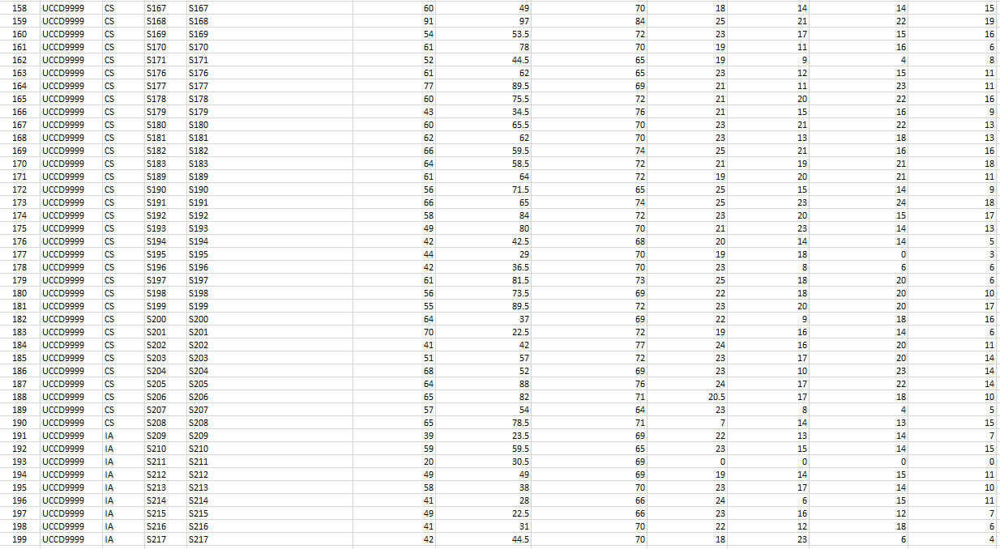 158 UCCD9999 CS S167 S167 60 49 70 18 14 14 15
159 UCCD9999 CS S168 S168 91 97 84 25 21 22 19
160 UCCD9999 CS S169 S169 54 53.5 72 23 17 15 16
161 UCCD9999 CS S170 S170 61 78 70 19 11 16 6
162 UCCD9999 CS S171 S171 52 44.5 65 19 9 4 8
163 UCCD9999 CS S176 S176 61 62 65 23 12 15 11
164 UCCD9999 CS S177 S177 77 89.5 69 21 11 23 11
165 UCCD9999 CS S178 S178 60 75.5 72 21 20 22 16
166 UCCD9999 CS S179 S179 43 34.5 76 21 15 16 9
167 UCCD9999 CS S180 S180 60 65.5 70 23 21 22 13
168 UCCD9999 CS S181 S181 62 62 70 23 13 18 13
169 UCCD9999 CS S182 S182 66 59.5 74 25 21 16 16
170 UCCD9999 CS S183 S183 64 58.5 72 21 19 21 18
171 UCCD9999 CS S189 S189 61 64 72 19 20 21 11
172 UCCD9999 CS S190 S190 56 71.5 65 25 15 14 9
173 UCCD9999 CS S191 S191 66 65 74 25 23 24 18
174 UCCD9999 CS S192 S192 58 84 72 23 20 15 17
175 UCCD9999 CS S193 S193 49 80 70 21 23 14 13
176 UCCD9999 CS S194 S194 42 42.5 68 20 14 14 5
177 UCCD9999 CS S195 S195 44 29 70 19 18 0 3
178 UCCD9999 CS S196 S196 42 36.5 70 23 8 6 6
179 UCCD9999 CS S197 S197 61 81.5 73 25 18 20 6
180 UCCD9999 CS S198 S198 56 73.5 69 22 18 20 10
181 UCCD9999 CS S199 S199 55 89.5 72 23 20 20 17
182 UCCD9999 CS S200 S200 64 37 69 22 9 18 16
183 UCCD9999 CS S201 S201 70 22.5 72 19 16 14 6
184 UCCD9999 CS S202 S202 41 42 77 24 16 20 11
185 UCCD9999 CS S203 S203 51 57 72 23 17 20 14
186 UCCD9999 CS S204 S204 68 52 69 23 10 23 14
187 UCCD9999 CS S205 S205 64 88 76 24 17 22 14
188 UCCD9999 CS S206 S206 65 82 71 20.5 17 18 10
189 UCCD9999 CS S207 S207 57 54 64 23 8 4 5
190 UCCD9999 CS S208 S208 65 78.5 71 7 14 13 15
191 UCCD9999 IA S209 S209 39 23.5 69 22 13 14 7
192 UCCD9999 IA S210 S210 59 59.5 65 23 15 14 15
193 UCCD9999 IA S211 S211 20 30.5 69 0 0 0 0
194 UCCD9999 IA S212 S212 49 49 69 19 14 15 11
195 UCCD9999 IA S213 S213 58 38 70 23 17 14 10
196 UCCD9999 IA S214 S214 41 28 66 24 6 15 11
197 UCCD9999 IA S215 S215 49 22.5 66 23 16 12 7
198 UCCD9999 IA S216 S216 41 31 70 22 12 18 6
199 UCCD9999 IA S217 S217 42 44.5 70 18 23 6 4